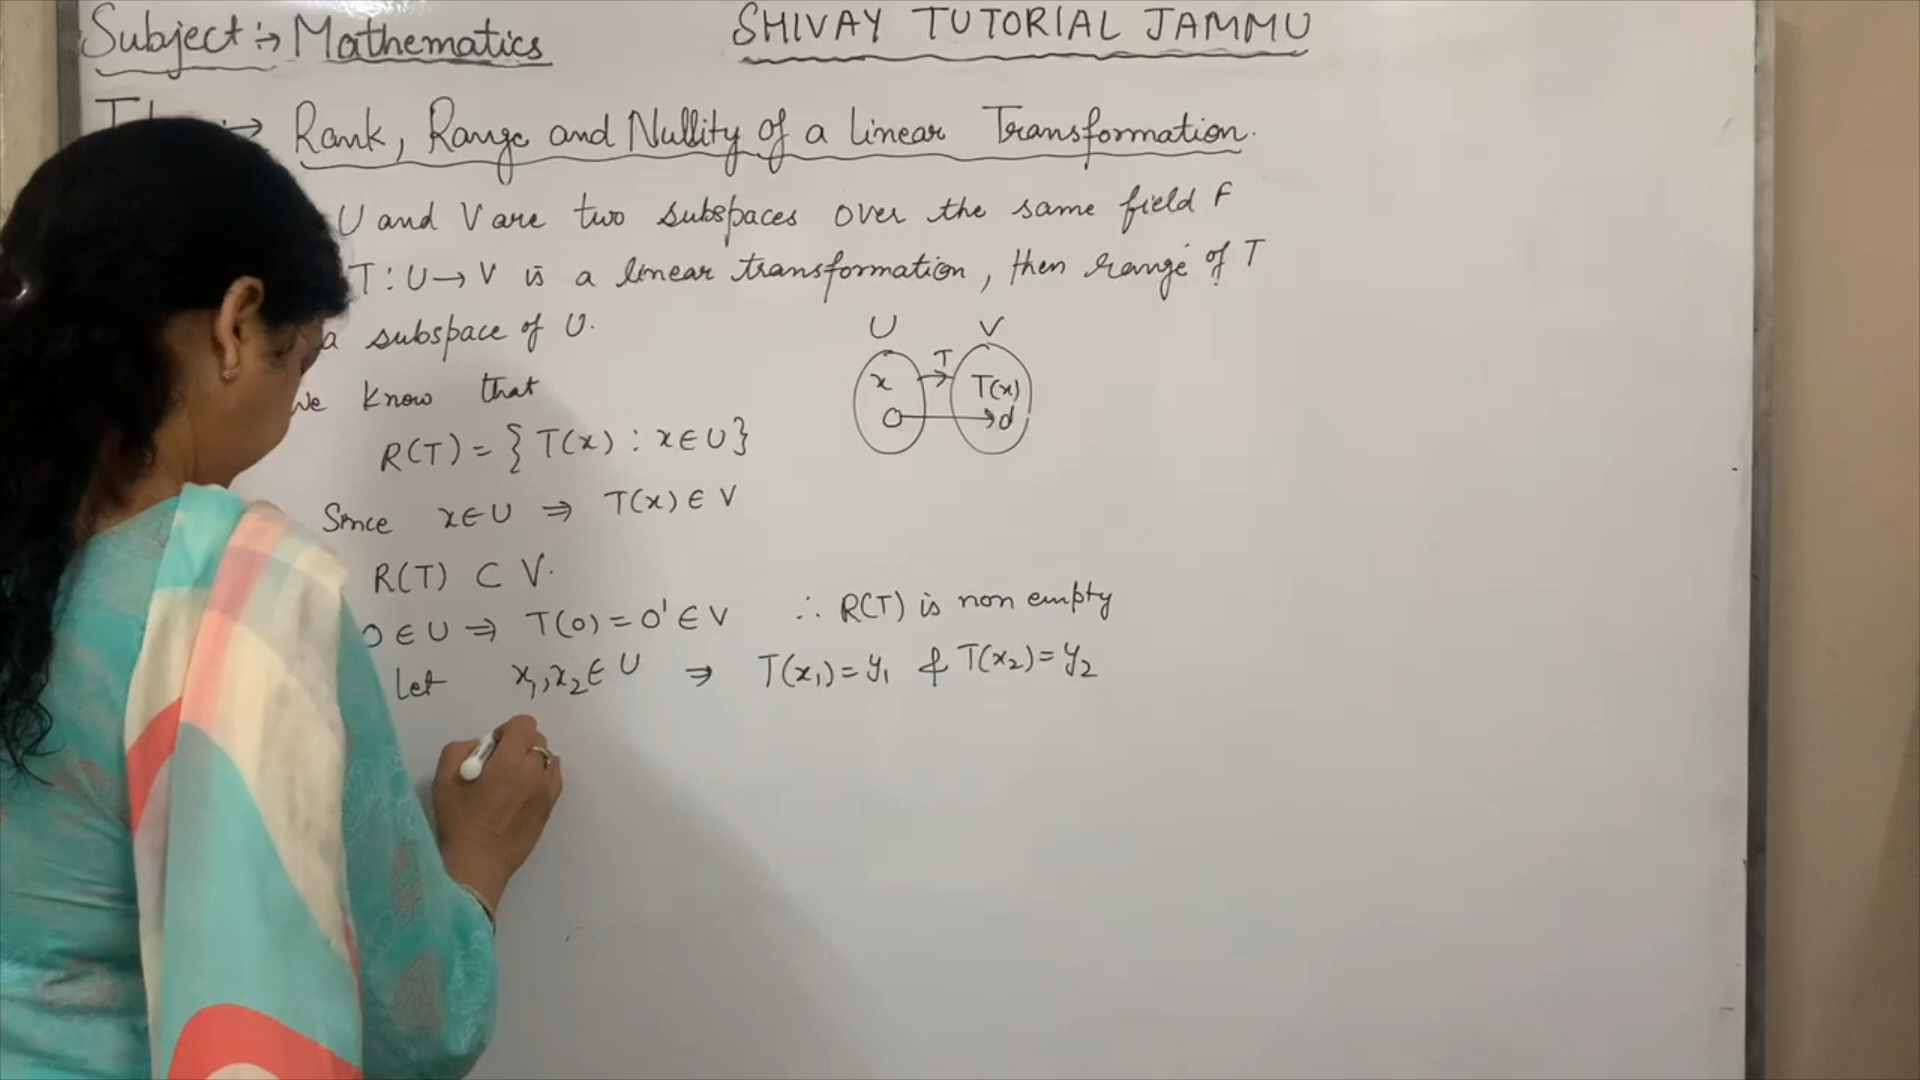 Subject :→ Mathematics
SHIVAY TUTORIAL JAMMU
:→ Rank, Range and Nullity of a linear Transformation.
U and V are two subspaces over the same field F
T : U → V is a linear transformation, then range of T
a subspace of U.
U V
T
x T(x)
O
We know that
R(T) = { T(x) : x ∈ U }
Since x ∈ U ⇒ T(x) ∈ V
R(T) ⊂ V.
0 ∈ U ⇒ T(0) = 0' ∈ V ∴ R(T) is non empty
Let x₁, x₂ ∈ U ⇒ T(x₁) = y₁ & T(x₂) = y₂